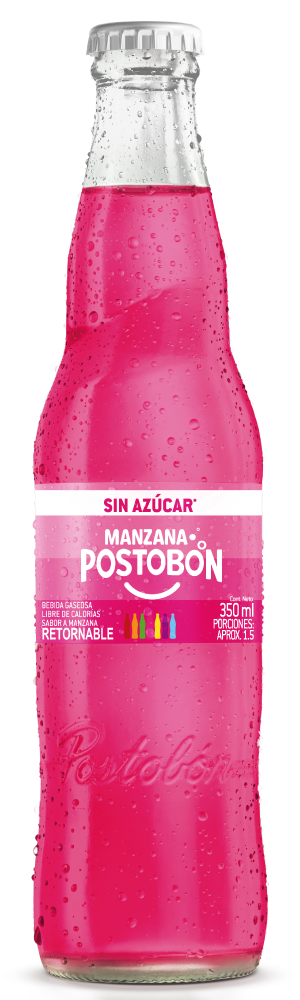 SIN AZÚCAR*
MANZANA
POSTOBÓN
BEBIDA GASEOSA
LIBRE DE CALORÍAS
SABOR A MANZANA
RETORNABLE
Cont. Neto
350 ml
PORCIONES:
APROX. 1.5
Postobón